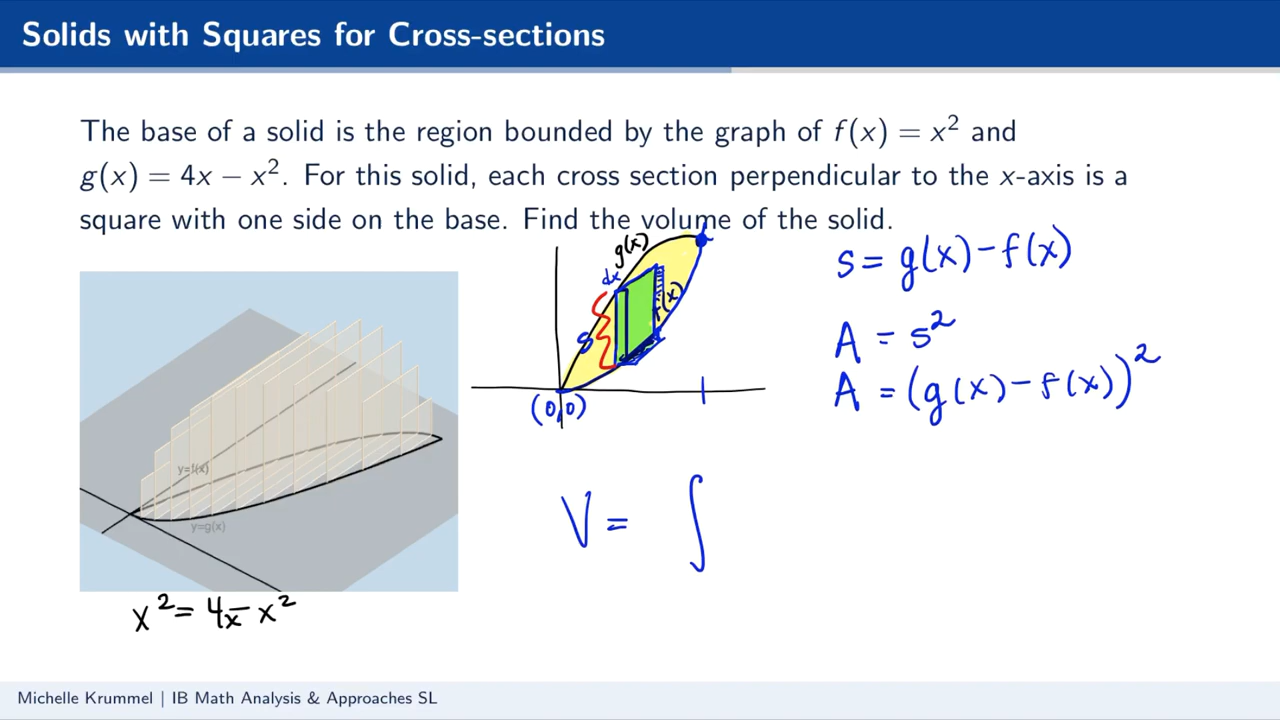 Solids with Squares for Cross-sections
The base of a solid is the region bounded by the graph of f(x) = x² and
g(x) = 4x − x². For this solid, each cross section perpendicular to the x-axis is a
square with one side on the base. Find the volume of the solid.
g(x)
dx
f(x)
S
(0,0)
s = g(x) − f(x)
A = s²
A = (g(x) − f(x))²
y=f(x)
y=g(x)
V = ∫
x² = 4x − x²
Michelle Krummel | IB Math Analysis & Approaches SL